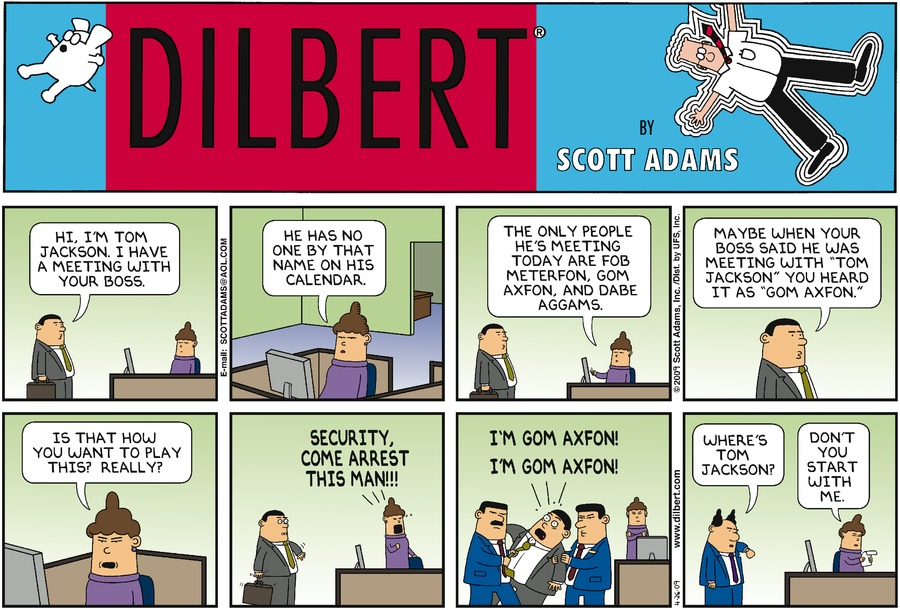 DILBERT®
BY
SCOTT ADAMS
HI, I'M TOM
JACKSON. I HAVE
A MEETING WITH
YOUR BOSS.
E-mail: SCOTTADAMS@AOL.COM
HE HAS NO
ONE BY THAT
NAME ON HIS
CALENDAR.
THE ONLY PEOPLE
HE'S MEETING
TODAY ARE FOB
METERFON, GOM
AXFON, AND DABE
AGGAMS.
© 2009 Scott Adams, Inc./Dist. by UFS, Inc.
MAYBE WHEN YOUR
BOSS SAID HE WAS
MEETING WITH "TOM
JACKSON" YOU HEARD
IT AS "GOM AXFON."
IS THAT HOW
YOU WANT TO PLAY
THIS? REALLY?
SECURITY,
COME ARREST
THIS MAN!!!
I'M GOM AXFON!
I'M GOM AXFON!
www.dilbert.com
4-26-09
WHERE'S
TOM
JACKSON?
DON'T
YOU
START
WITH
ME.